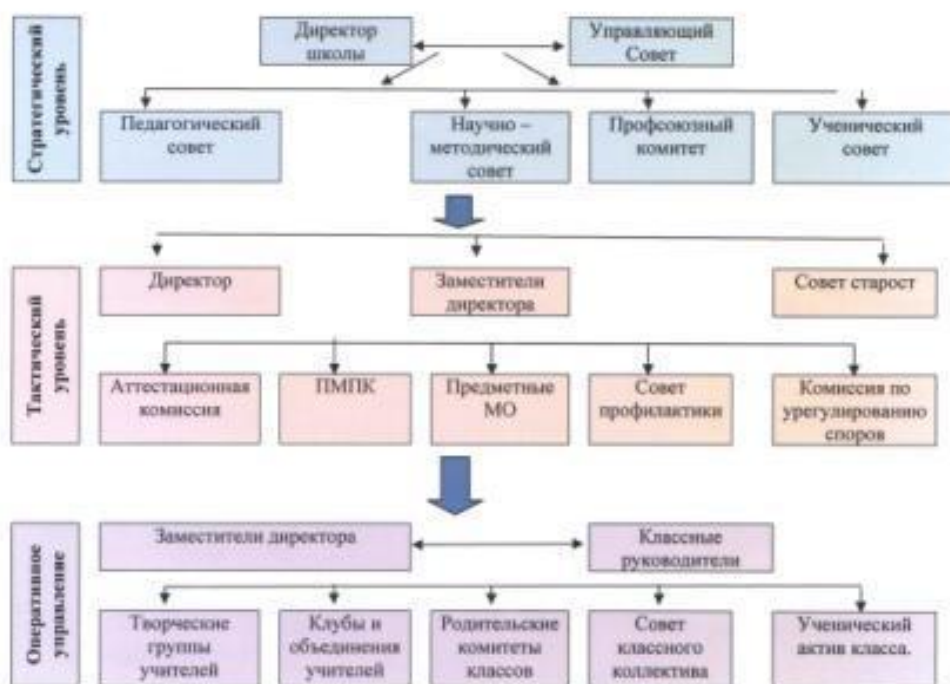 Стратегический
уровень
Директор
школы
Управляющий
Совет
Педагогический
совет
Научно –
методический
совет
Профсоюзный
комитет
Ученический
совет
Тактический
уровень
Директор
Заместители
директора
Совет старост
Аттестационная
комиссия
ПМПК
Предметные
МО
Совет
профилактики
Комиссия по
урегулированию
споров
Оперативное
управление
Заместители директора
Классные
руководители
Творческие
группы
учителей
Клубы и
объединения
учителей
Родительские
комитеты
классов
Совет
классного
коллектива
Ученический
актив класса.